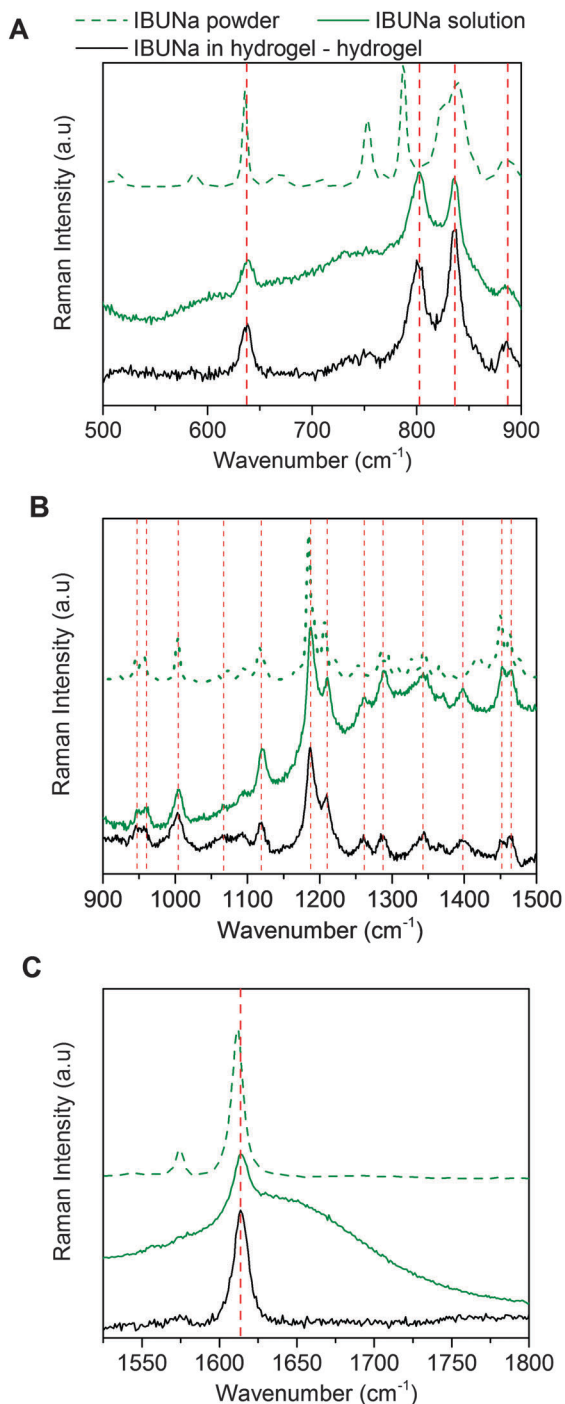 A
IBUNa powder
IBUNa solution
IBUNa in hydrogel - hydrogel
Raman Intensity (a.u)
500 600 700 800 900
Wavenumber (cm-1)
B
Raman Intensity (a.u)
900 1000 1100 1200 1300 1400 1500
Wavenumber (cm-1)
C
Raman Intensity (a.u)
1550 1600 1650 1700 1750 1800
Wavenumber (cm-1)